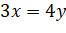 3x = 4y